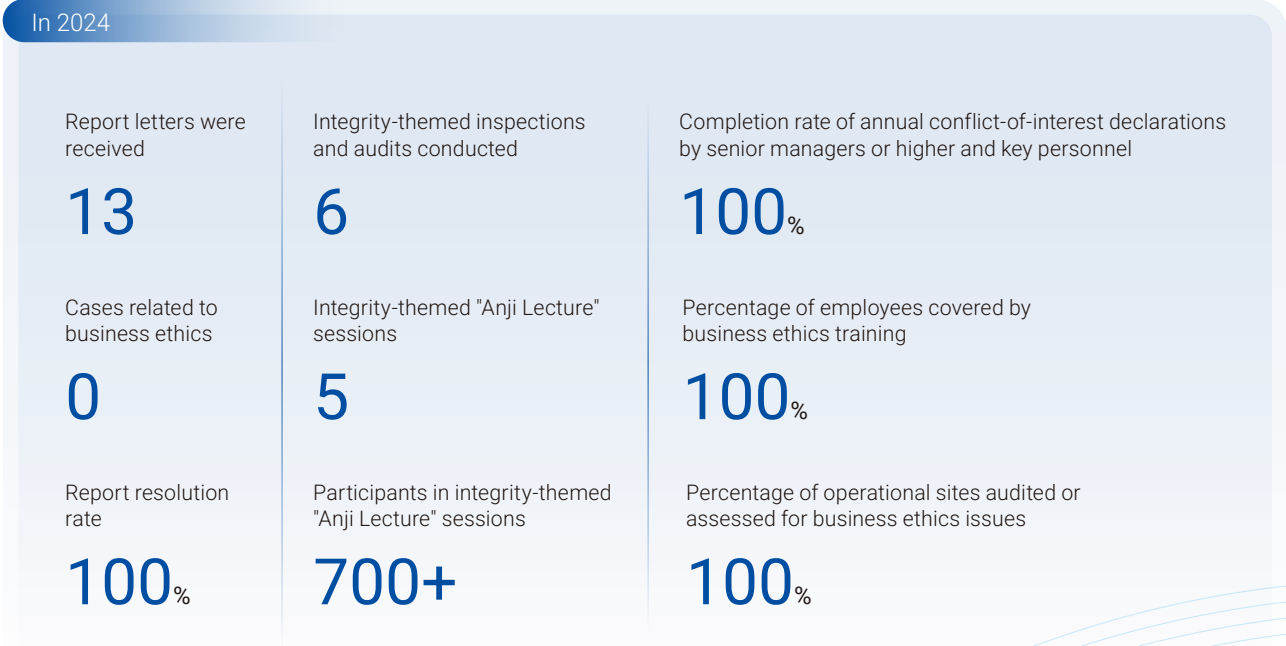 In 2024
Report letters were
received
13
Cases related to
business ethics
0
Report resolution
rate
100%
Integrity-themed inspections
and audits conducted
6
Integrity-themed "Anji Lecture"
sessions
5
Participants in integrity-themed
"Anji Lecture" sessions
700+
Completion rate of annual conflict-of-interest declarations
by senior managers or higher and key personnel
100%
Percentage of employees covered by
business ethics training
100%
Percentage of operational sites audited or
assessed for business ethics issues
100%